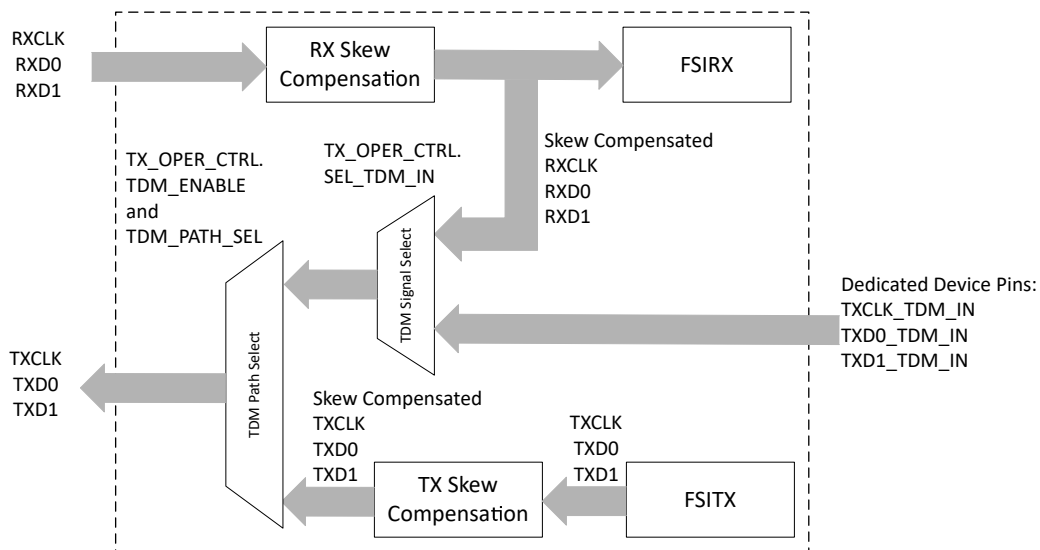 RXCLK
RXD0
RXD1
RX Skew
Compensation
FSIRX
Skew Compensated
RXCLK
RXD0
RXD1
TX_OPER_CTRL.
TDM_ENABLE
and
TDM_PATH_SEL
TX_OPER_CTRL.
SEL_TDM_IN
TDM Signal Select
Dedicated Device Pins:
TXCLK_TDM_IN
TXD0_TDM_IN
TXD1_TDM_IN
TXCLK
TXD0
TXD1
TDM Path Select
Skew Compensated
TXCLK
TXD0
TXD1
TX Skew
Compensation
TXCLK
TXD0
TXD1
FSITX